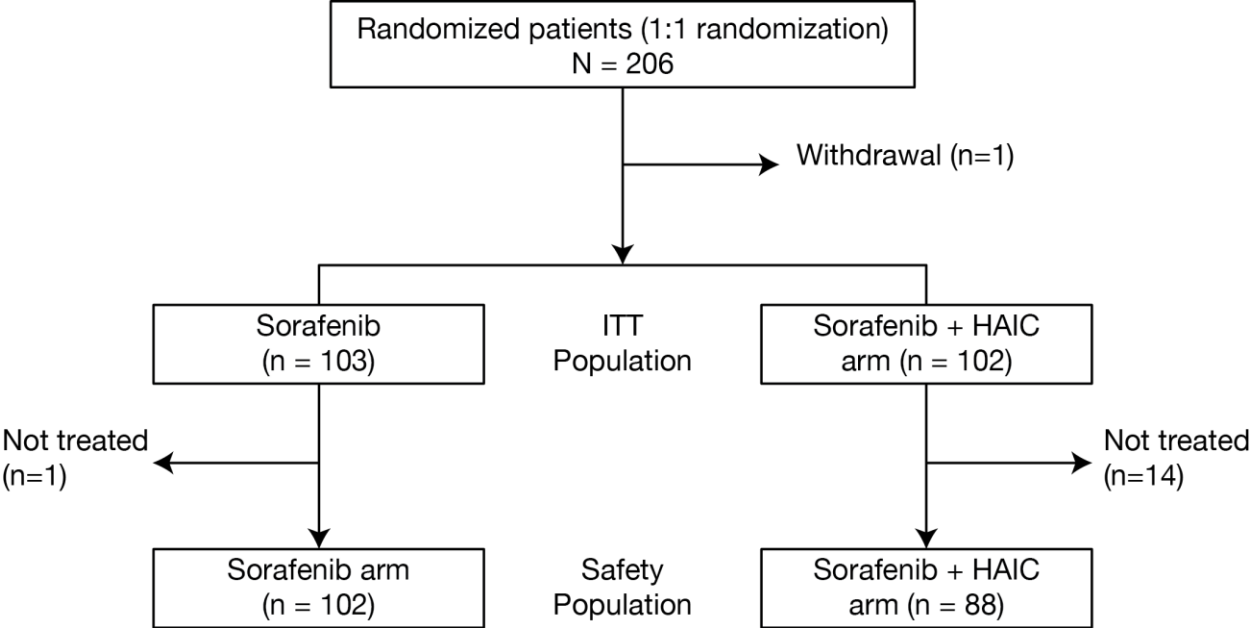 Randomized patients (1:1 randomization)
N = 206
Withdrawal (n=1)
Sorafenib
(n = 103)
ITT
Population
Sorafenib + HAIC
arm (n = 102)
Not treated
(n=1)
Not treated
(n=14)
Sorafenib arm
(n = 102)
Safety
Population
Sorafenib + HAIC
arm (n = 88)